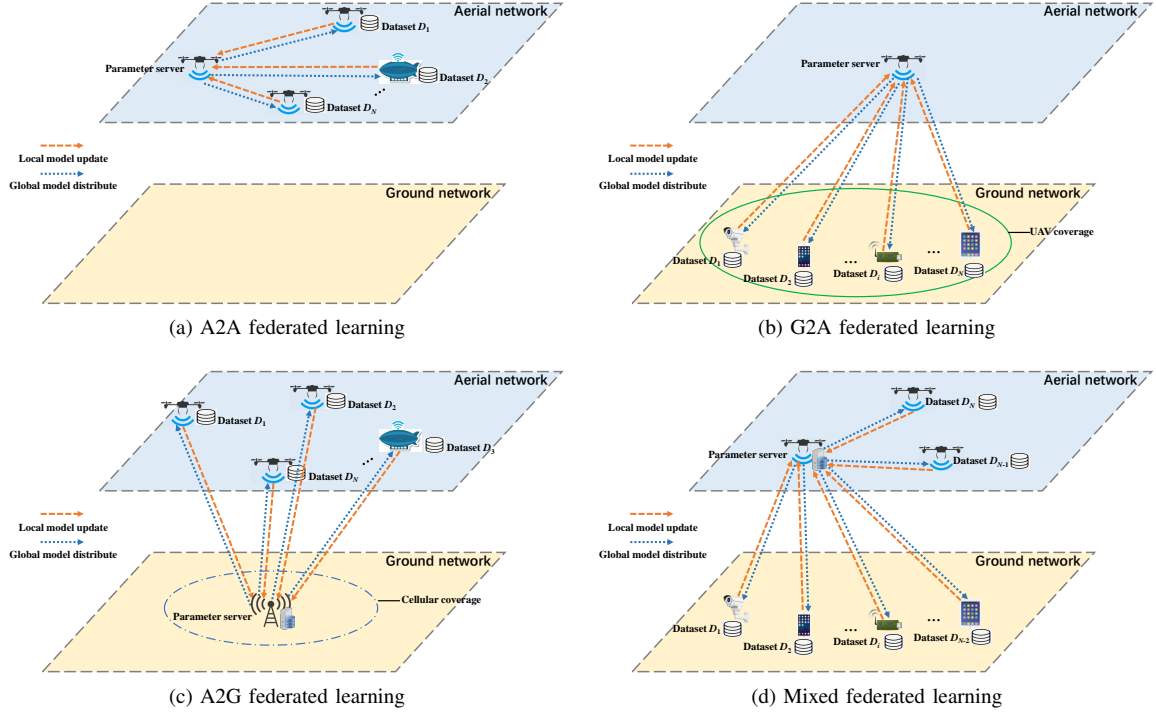 Aerial network
Dataset D1
Parameter server
Dataset D2
Dataset DN
...
Local model update
Global model distribute
Ground network
(a) A2A federated learning
Aerial network
Parameter server
Local model update
Global model distribute
Ground network
UAV coverage
Dataset D1
Dataset D2
...
Dataset Di
...
Dataset DN
(b) G2A federated learning
Aerial network
Dataset D1
Dataset D2
Dataset D3
...
Dataset DN
Local model update
Global model distribute
Ground network
Cellular coverage
Parameter server
(c) A2G federated learning
Aerial network
Dataset DN
Parameter server
Dataset DN-1
Local model update
Global model distribute
Ground network
Dataset D1
Dataset D2
...
Dataset Di
...
Dataset DN-2
(d) Mixed federated learning